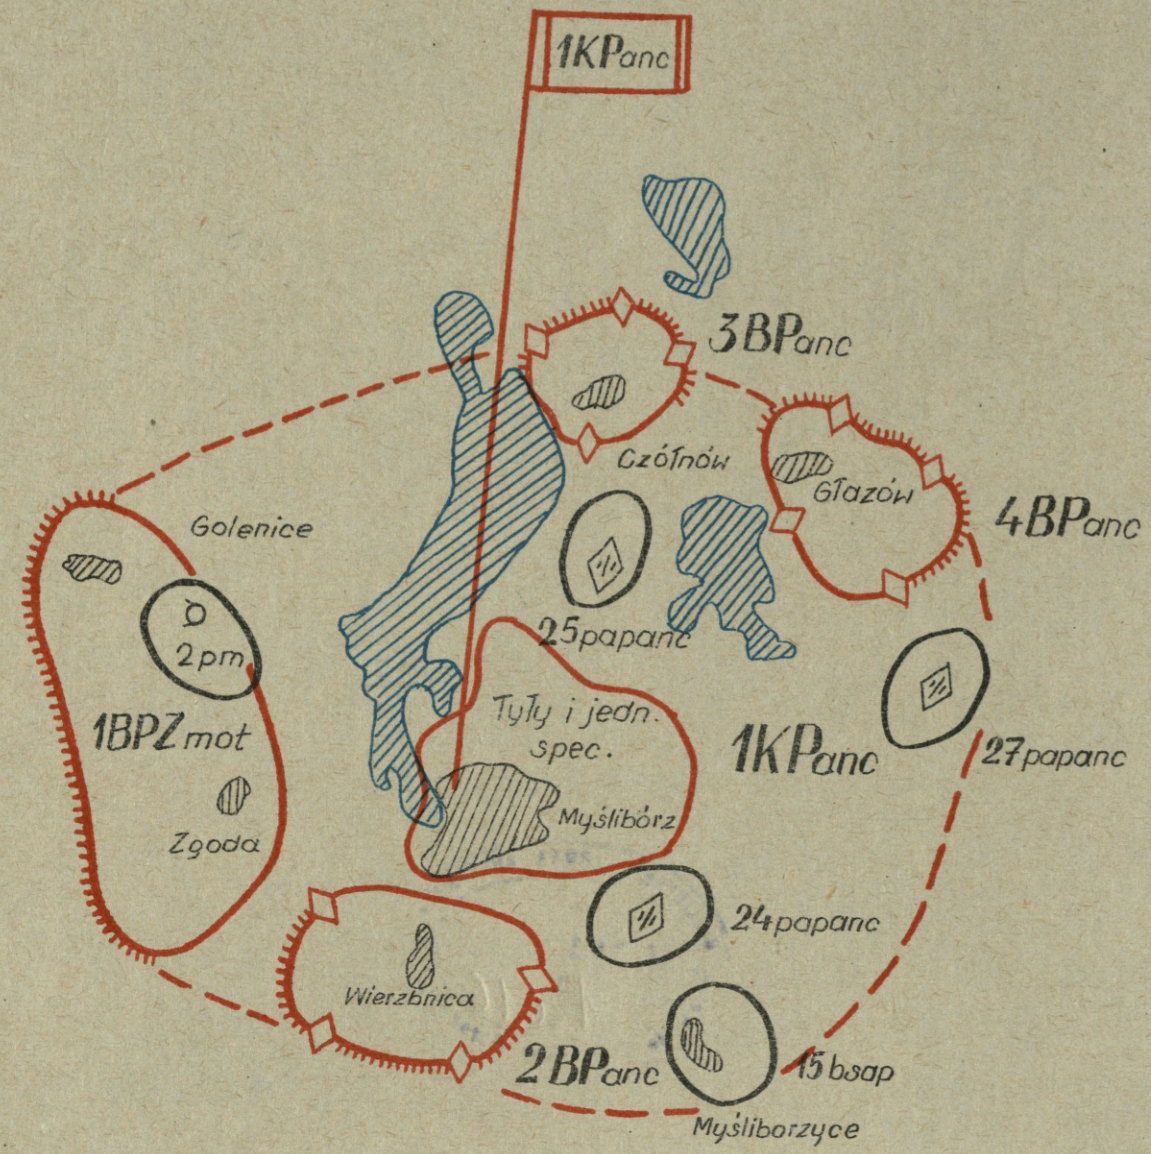 1KPanc
3BPanc
Czółnów
Głazów
4BPanc
Golenice
2pm
25papanc
1BPZmot
Tyły i jedn.
spec.
1KPanc
27papanc
Myślibórz
Zgoda
24papanc
Wierzbnica
2BPanc
15bsap
Myśliborzyce